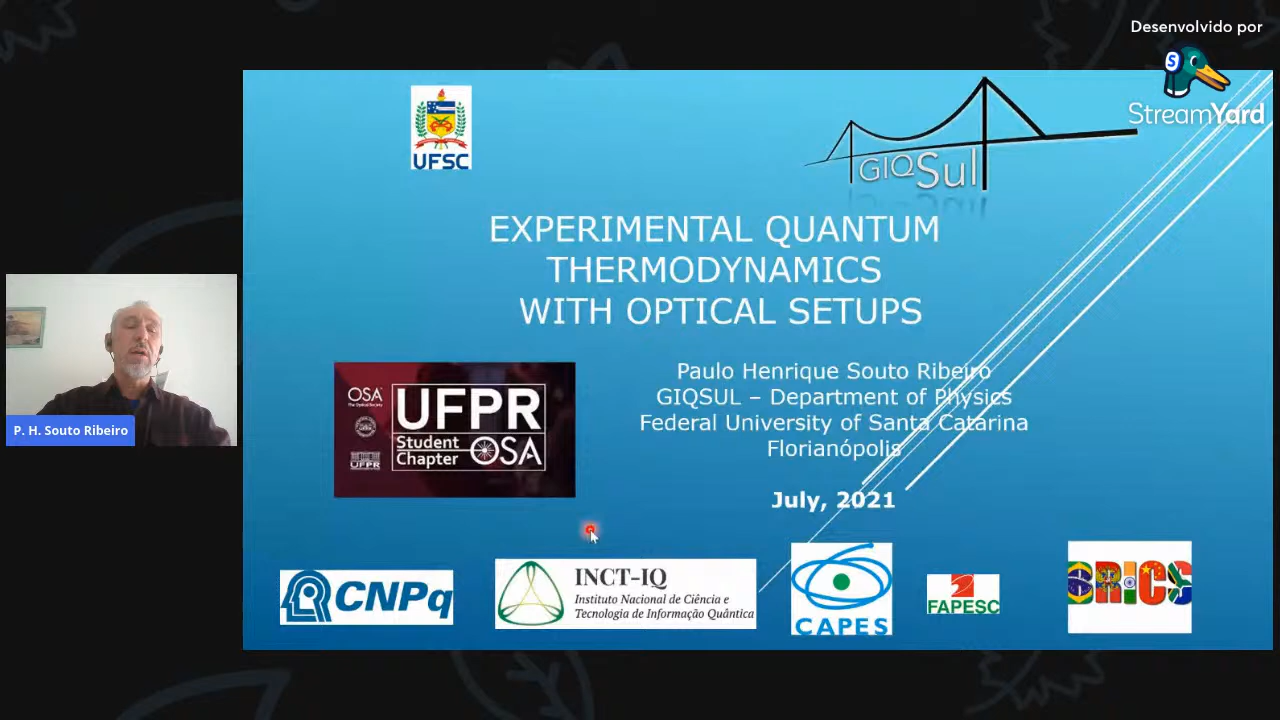 Desenvolvido por
StreamYard
UFSC
GIQSul
EXPERIMENTAL QUANTUM
THERMODYNAMICS
WITH OPTICAL SETUPS
P. H. Souto Ribeiro
OSA
UFPR
Student
Chapter
OSA
UFPR
Paulo Henrique Souto Ribeiro
GIQSUL – Department of Physics
Federal University of Santa Catarina
Florianópolis
July, 2021
CNPq
INCT-IQ
Instituto Nacional de Ciência e
Tecnologia de Informação Quântica
CAPES
FAPESC
BRICS